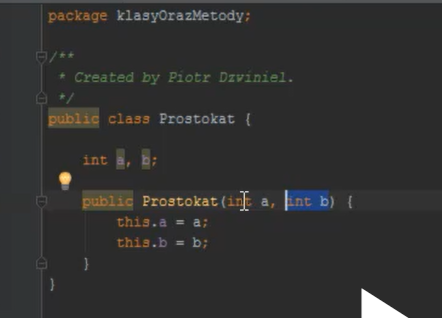 package klasyOrazMetody;
/**
* Created by Piotr Dzwiniel.
*/
public class Prostokat {
int a, b;
public Prostokat(int a, int b) {
this.a = a;
this.b = b;
}
}